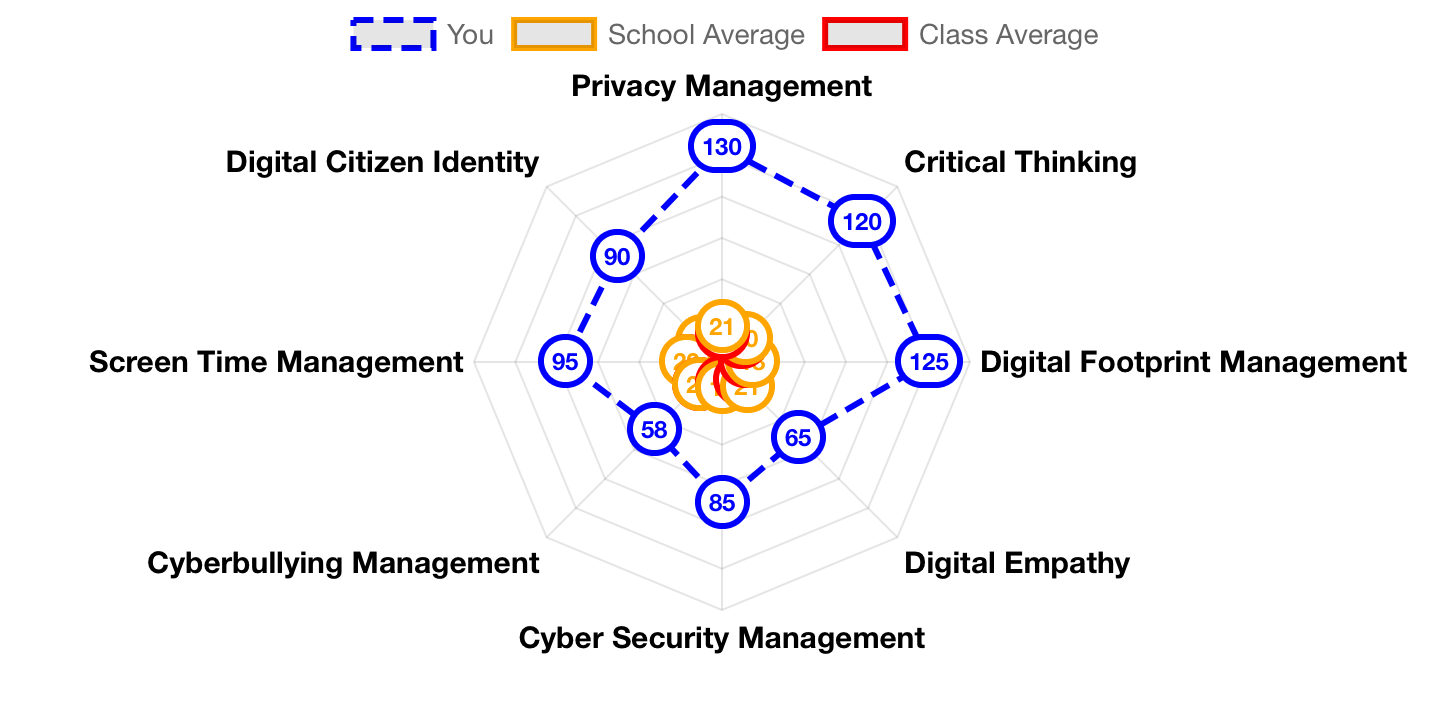 You School Average Class Average
Privacy Management
Digital Citizen Identity Critical Thinking
130
120
90
21
Screen Time Management 95 125 Digital Footprint Management
21
58 65
85
Cyberbullying Management Digital Empathy
Cyber Security Management